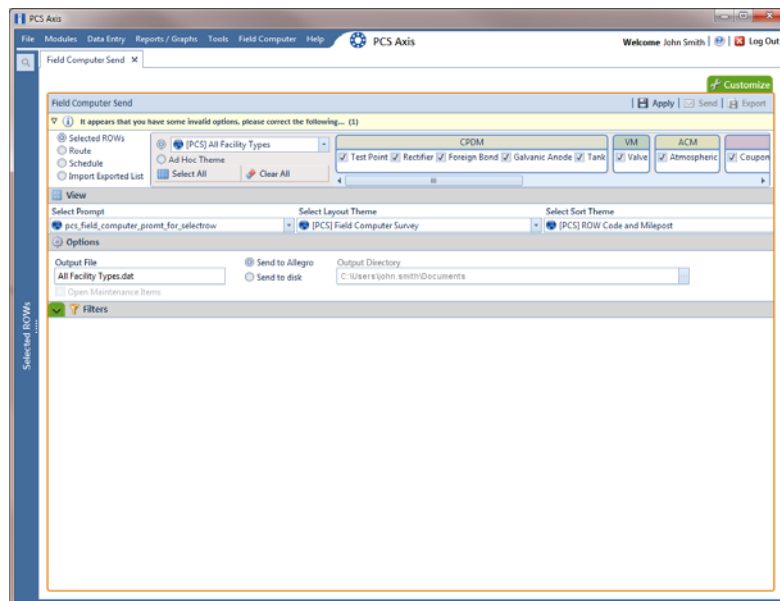 PCS Axis
File Modules Data Entry Reports / Graphs Tools Field Computer Help PCS Axis Welcome John Smith Log Out
Field Computer Send
Customize
Field Computer Send Apply Send Export
It appears that you have some invalid options, please correct the following... (1)
Selected ROWs
Route
Schedule
Import Exported List
[PCS] All Facility Types
Ad Hoc Theme
Select All Clear All
CPDM
Test Point Rectifier Foreign Bond Galvanic Anode Tank
VM
Valve
ACM
Atmospheric
Coupon
View
Select Prompt Select Layout Theme Select Sort Theme
pcs_field_computer_promt_for_selectrow [PCS] Field Computer Survey [PCS] ROW Code and Milepost
Options
Output File Send to Allegro Output Directory
All Facility Types.dat Send to disk C:\Users\john.smith\Documents
Open Maintenance Items
Filters
Selected ROWs